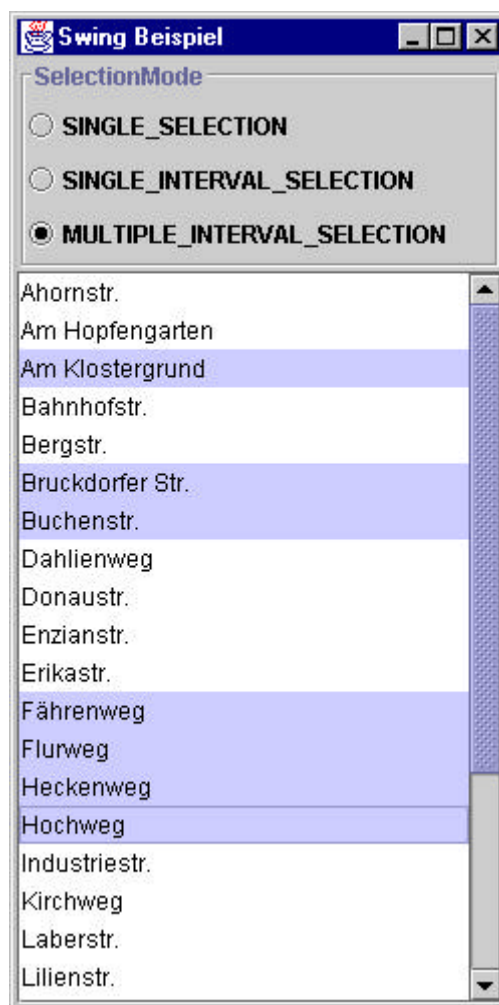 Swing Beispiel
SelectionMode
SINGLE_SELECTION
SINGLE_INTERVAL_SELECTION
MULTIPLE_INTERVAL_SELECTION
Ahornstr.
Am Hopfengarten
Am Klostergrund
Bahnhofstr.
Bergstr.
Bruckdorfer Str.
Buchenstr.
Dahlienweg
Donaustr.
Enzianstr.
Erikastr.
Fährenweg
Flurweg
Heckenweg
Hochweg
Industriestr.
Kirchweg
Laberstr.
Lilienstr.